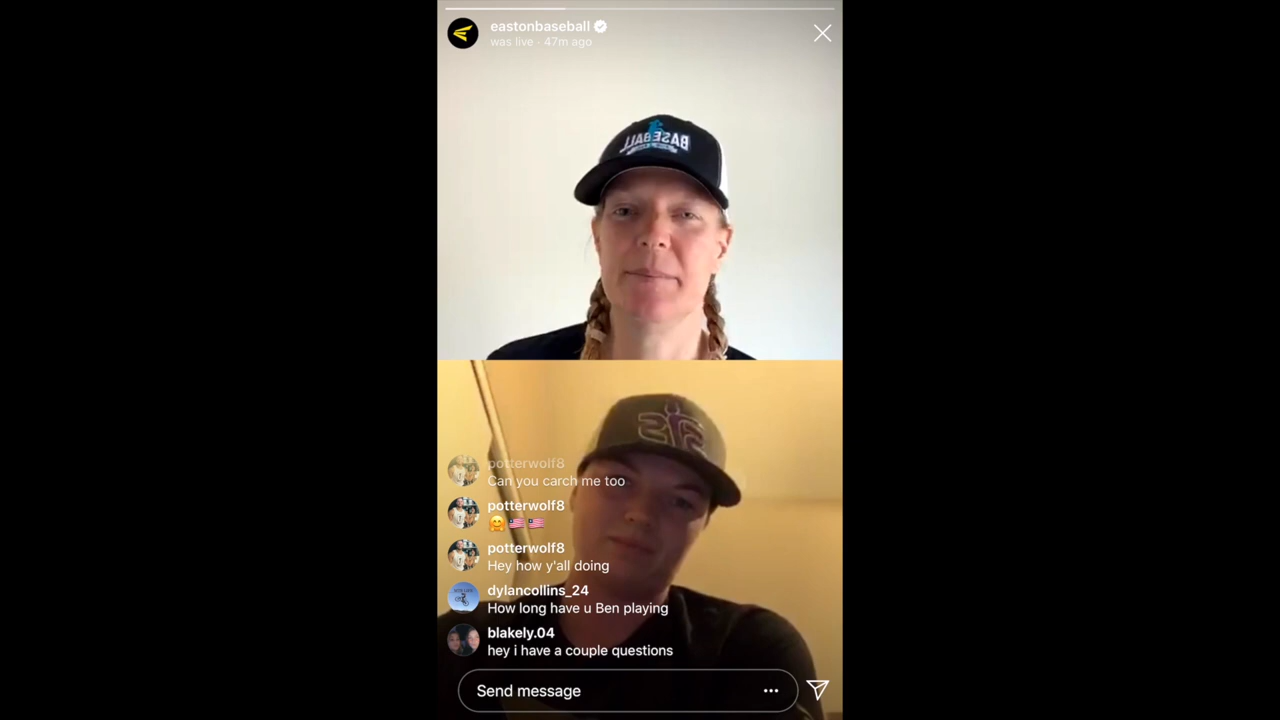 eastonbaseball
was live · 47m ago
BASEBALL
potterwolf8
Can you carch me too
potterwolf8
🤗🇱🇷🇱🇷
potterwolf8
Hey how y'all doing
dylancollins_24
How long have u Ben playing
blakely.04
hey i have a couple questions
Send message